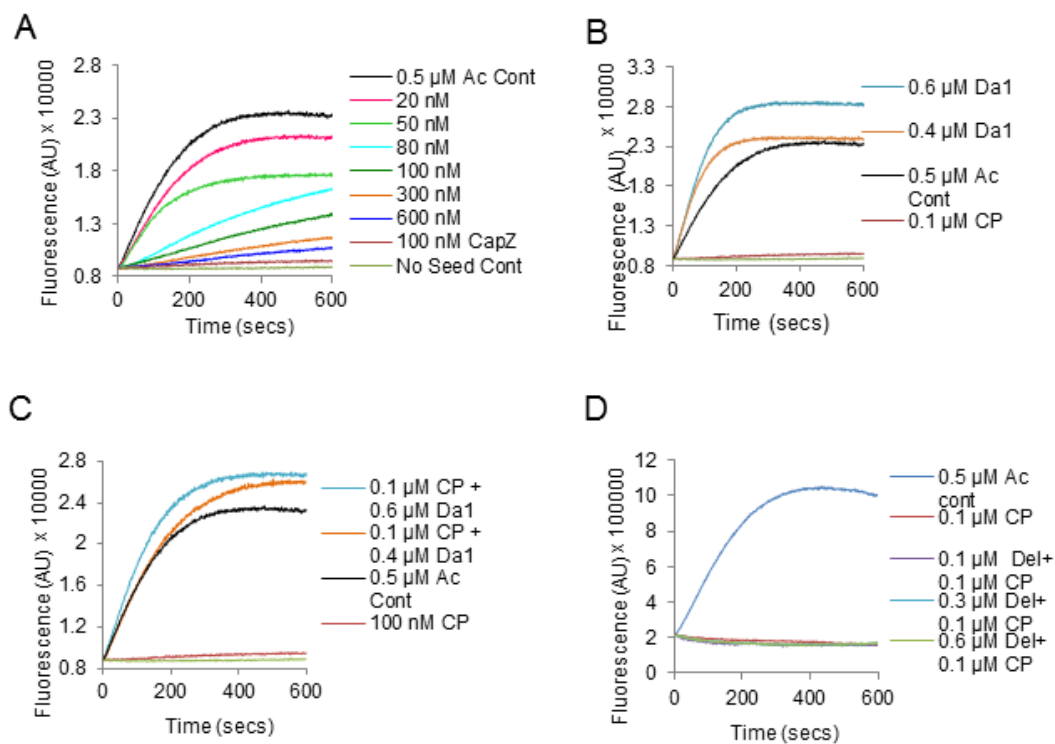 A
Fluorescence (AU) x 10000
2.8
2.3
1.8
1.3
0.8
0 200 400 600
Time (secs)
0.5 µM Ac Cont
20 nM
50 nM
80 nM
100 nM
300 nM
600 nM
100 nM CapZ
No Seed Cont
B
Fluorescence (AU) x 10000
3.3
2.8
2.3
1.8
1.3
0.8
0 200 400 600
Time (secs)
0.6 µM Da1
0.4 µM Da1
0.5 µM Ac
Cont
0.1 µM CP
C
Fluorescence (AU) x 10000
2.8
2.4
2
1.6
1.2
0.8
0 200 400 600
Time (secs)
0.1 µM CP +
0.6 µM Da1
0.1 µM CP +
0.4 µM Da1
0.5 µM Ac
Cont
100 nM CP
D
Fluorescence (AU) x 100000
12
10
8
6
4
2
0
0 200 400 600
Time (secs)
0.5 µM Ac
cont
0.1 µM CP
0.1 µM Del+
0.1 µM CP
0.3 µM Del+
0.1 µM CP
0.6 µM Del+
0.1 µM CP